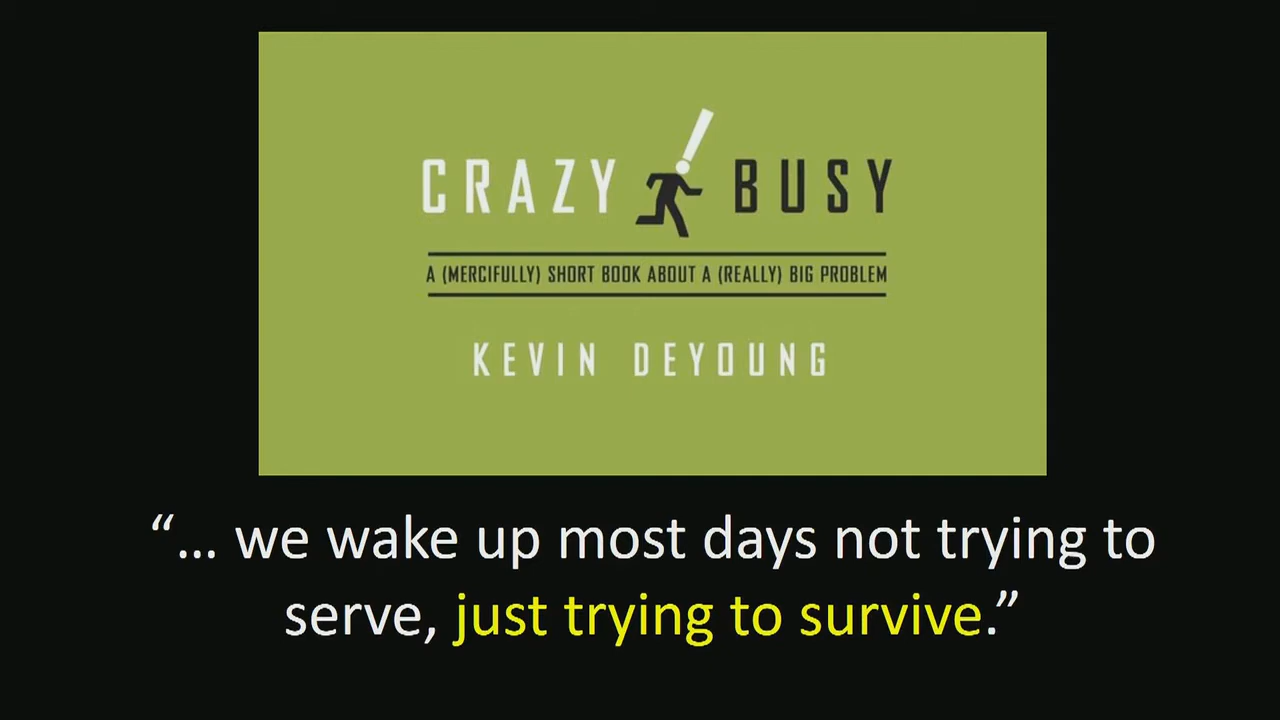 CRAZY BUSY
A (MERCIFULLY) SHORT BOOK ABOUT A (REALLY) BIG PROBLEM
KEVIN DEYOUNG
“... we wake up most days not trying to
serve, just trying to survive.”